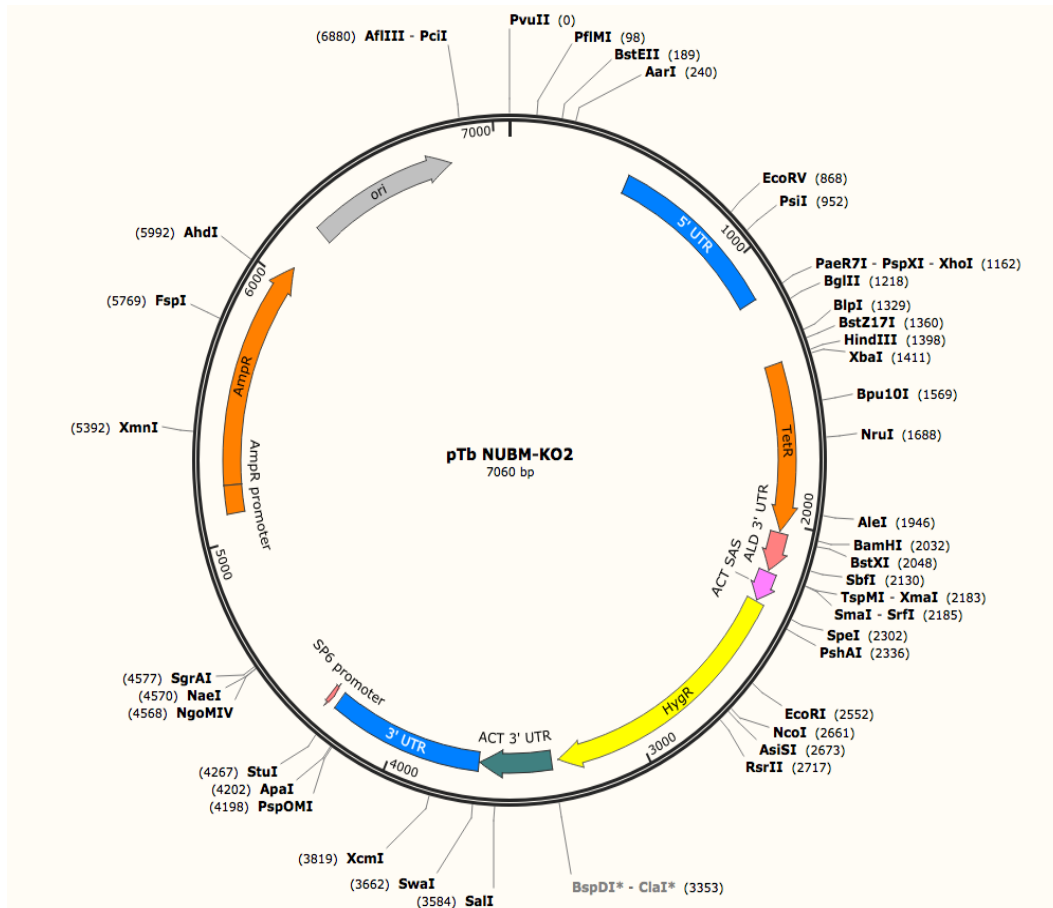 PvuII (0)
PflMI (98)
BstEII (189)
AarI (240)
EcoRV (868)
PsiI (952)
PaeR7I - PspXI - XhoI (1162)
BglII (1218)
BlpI (1329)
BstZ17I (1360)
HindIII (1398)
XbaI (1411)
Bpu10I (1569)
NruI (1688)
AleI (1946)
BamHI (2032)
BstXI (2048)
SbfI (2130)
TspMI - XmaI (2183)
SmaI - SrfI (2185)
SpeI (2302)
PshAI (2336)
EcoRI (2552)
NcoI (2661)
AsiSI (2673)
RsrII (2717)
BspDI* - ClaI* (3353)
(3584) SalI
(3662) SwaI
(3819) XcmI
(4198) PspOMI
(4202) ApaI
(4267) StuI
(4568) NgoMIV
(4570) NaeI
(4577) SgrAI
(5392) XmnI
(5769) FspI
(5992) AhdI
(6880) AflIII - PciI
1000
2000
3000
4000
5000
6000
7000
5' UTR
TetR
ALD 3' UTR
ACT SAS
HygR
ACT 3' UTR
3' UTR
SP6 promoter
AmpR promoter
AmpR
ori
pTb NUBM-KO2
7060 bp